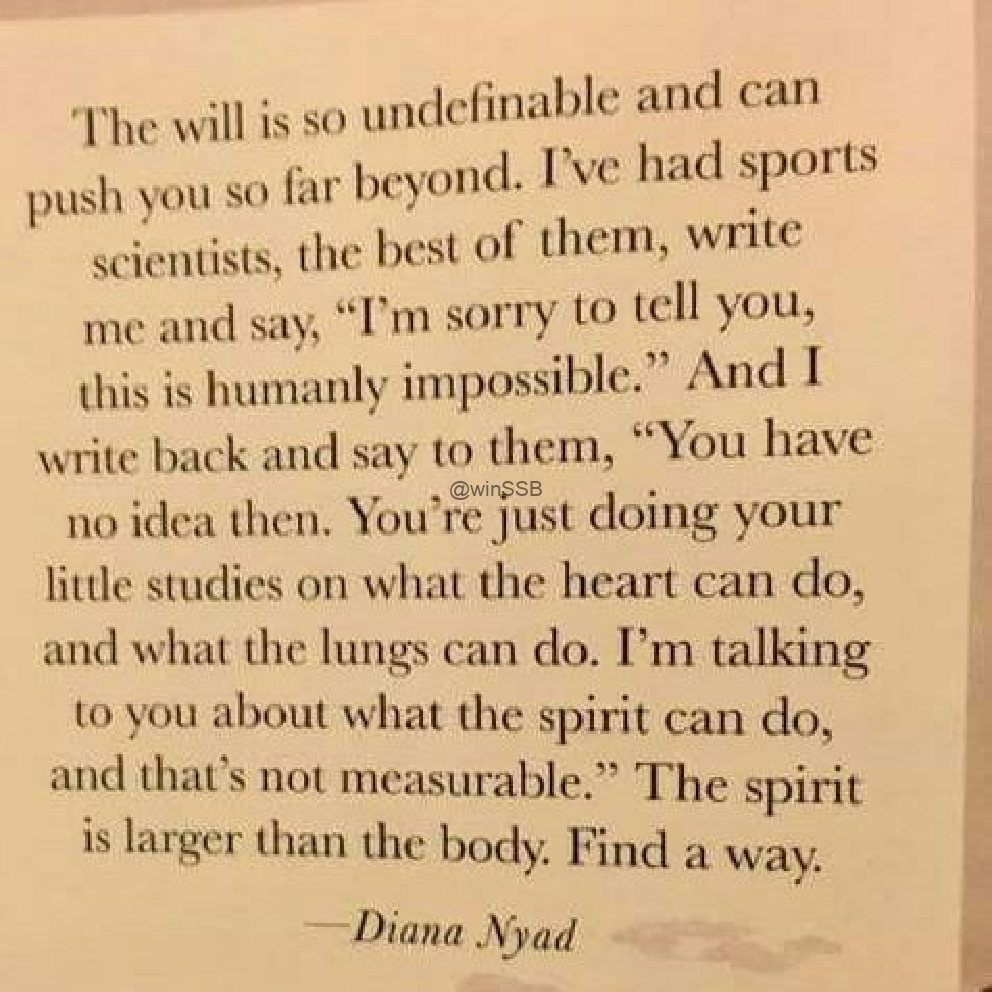 The will is so undefinable and can
push you so far beyond. I've had sports
scientists, the best of them, write
me and say, “I'm sorry to tell you,
this is humanly impossible.” And I
write back and say to them, “You have
@winSSB
no idea then. You're just doing your
little studies on what the heart can do,
and what the lungs can do. I'm talking
to you about what the spirit can do,
and that's not measurable.” The spirit
is larger than the body. Find a way.
—Diana Nyad